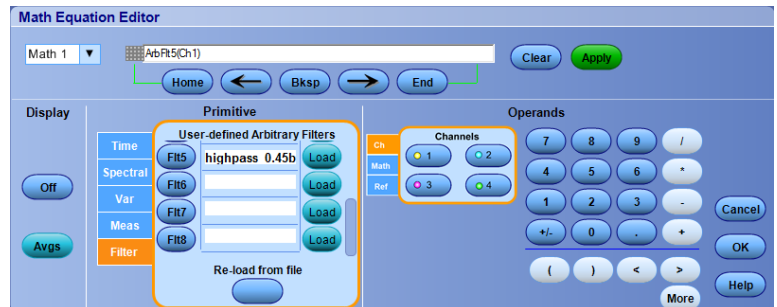 Math Equation Editor
Math 1
ArbFlt5(Ch1)
Clear
Apply
Home
Bksp
End
Display
Primitive
Operands
Off
Avgs
Time
Spectral
Var
Meas
Filter
User-defined Arbitrary Filters
Flt5 highpass_0.45b Load
Flt6 Load
Flt7 Load
Flt8 Load
Re-load from file
Ch
Math
Ref
Channels
1 2
3 4
7 8 9 /
4 5 6 *
1 2 3 -
+/- 0 . +
( ) < >
More
Cancel
OK
Help